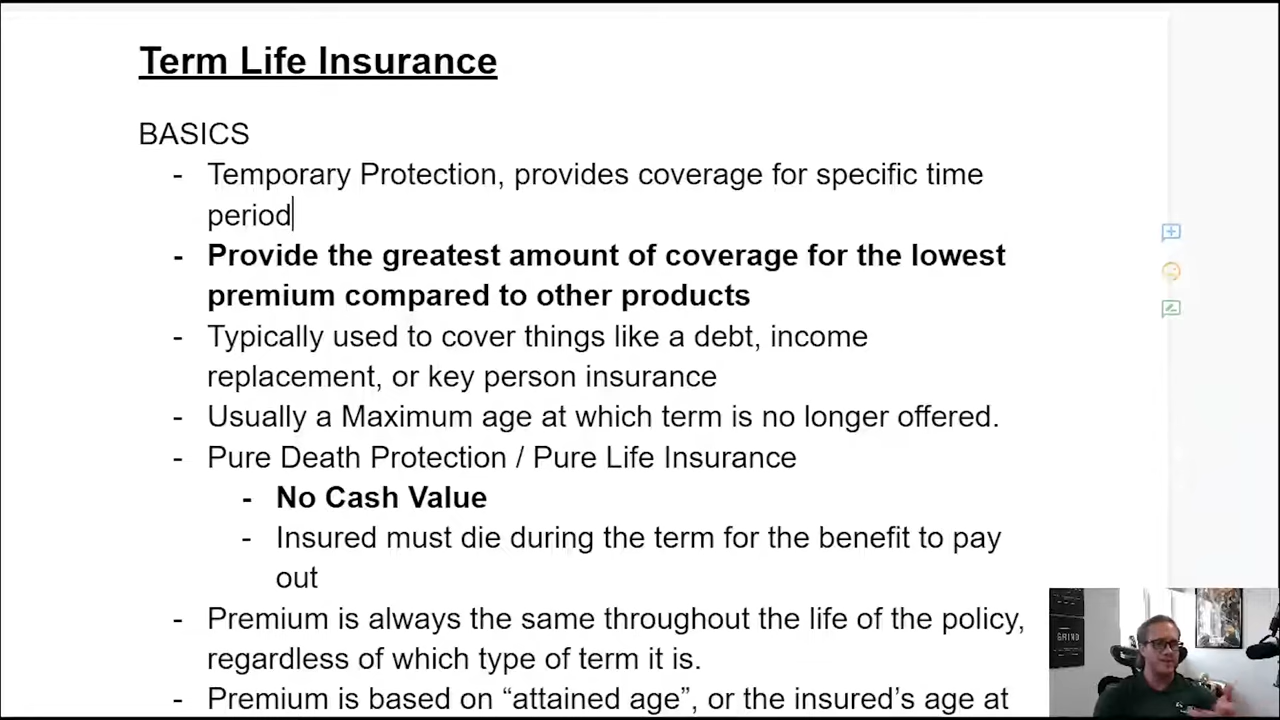 Term Life Insurance
BASICS
- Temporary Protection, provides coverage for specific time
period
- Provide the greatest amount of coverage for the lowest
premium compared to other products
- Typically used to cover things like a debt, income
replacement, or key person insurance
- Usually a Maximum age at which term is no longer offered.
- Pure Death Protection / Pure Life Insurance
- No Cash Value
- Insured must die during the term for the benefit to pay
out
- Premium is always the same throughout the life of the policy,
regardless of which type of term it is.
- Premium is based on “attained age”, or the insured’s age at
GRIND